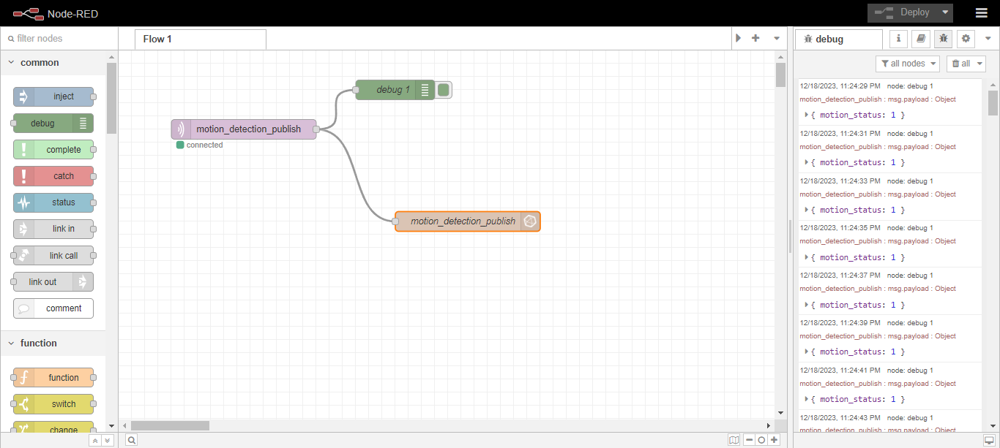 Node-RED
Deploy
filter nodes
Flow 1
debug
all nodes
all
common
inject
debug
complete
catch
status
link in
link call
link out
comment
function
function
switch
change
debug 1
motion_detection_publish
connected
motion_detection_publish
12/18/2023, 11:24:29 PM node: debug 1
motion_detection_publish : msg.payload : Object
{ motion_status: 1 }
12/18/2023, 11:24:31 PM node: debug 1
motion_detection_publish : msg.payload : Object
{ motion_status: 1 }
12/18/2023, 11:24:33 PM node: debug 1
motion_detection_publish : msg.payload : Object
{ motion_status: 1 }
12/18/2023, 11:24:35 PM node: debug 1
motion_detection_publish : msg.payload : Object
{ motion_status: 1 }
12/18/2023, 11:24:37 PM node: debug 1
motion_detection_publish : msg.payload : Object
{ motion_status: 1 }
12/18/2023, 11:24:39 PM node: debug 1
motion_detection_publish : msg.payload : Object
{ motion_status: 1 }
12/18/2023, 11:24:41 PM node: debug 1
motion_detection_publish : msg.payload : Object
{ motion_status: 1 }
12/18/2023, 11:24:43 PM node: debug 1
motion_detection_publish : msg.payload : Object